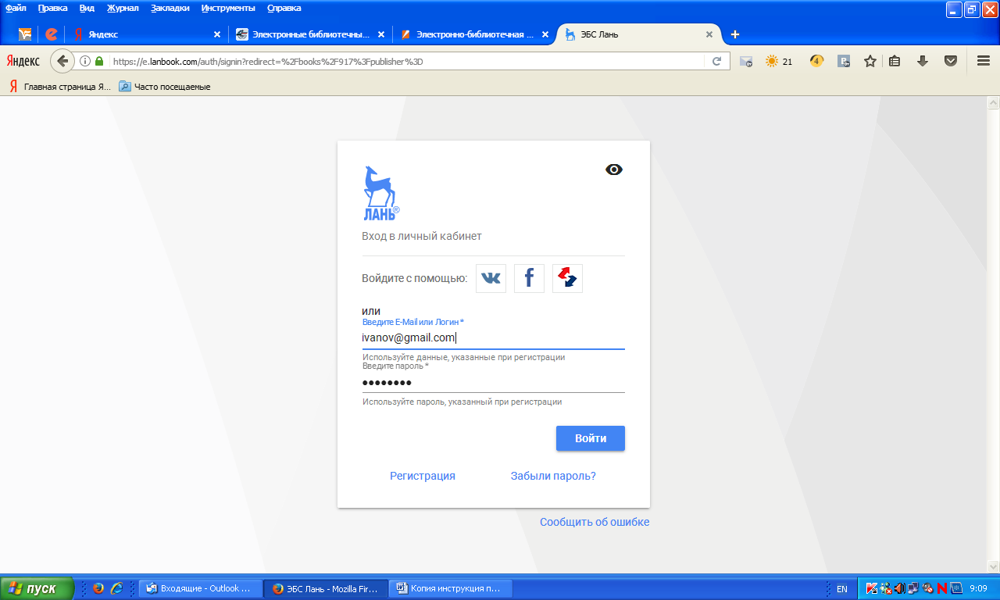 Файл Правка Вид Журнал Закладки Инструменты Справка
Яндекс Электронные библиотечны... Электронно-библиотечная ... ЭБС Лань
Яндекс https://e.lanbook.com/auth/signin?redirect=%2Fbooks%2F917%3Fpublisher%3D 21 4
Главная страница Я... Часто посещаемые
ЛАНЬ®
Вход в личный кабинет
Войдите с помощью:
или
Введите E-Mail или Логин *
ivanov@gmail.com
Используйте данные, указанные при регистрации
Введите пароль *
••••••••
Используйте пароль, указанный при регистрации
Войти
Регистрация Забыли пароль?
Сообщить об ошибке
пуск Входящие - Outlook ... ЭБС Лань - Mozilla Fir... Копия инструкция п... EN 9:09